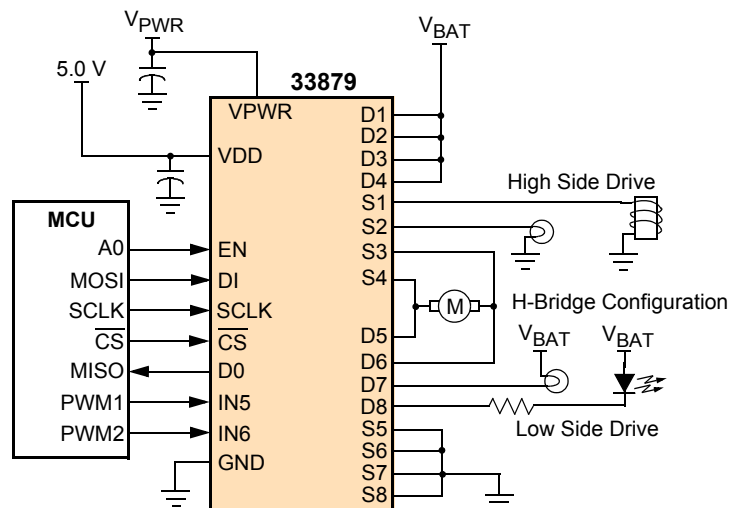 VPWR
VBAT
5.0 V
33879
VPWR
VDD
D1
D2
D3
D4
S1
S2
S3
S4
D5
D6
D7
D8
S5
S6
S7
S8
High Side Drive
MCU
A0
MOSI
SCLK
CS
MISO
PWM1
PWM2
EN
DI
SCLK
CS
D0
IN5
IN6
GND
M
H-Bridge Configuration
VBAT
VBAT
Low Side Drive